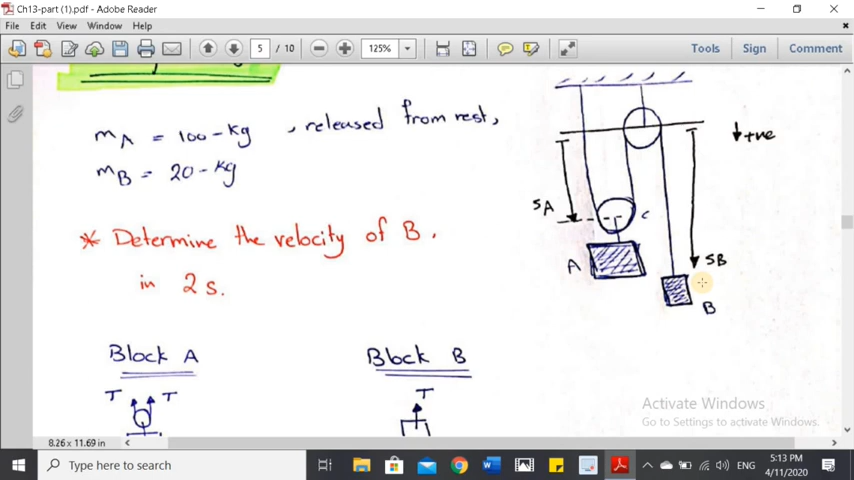 Ch13-part (1).pdf - Adobe Reader
File Edit View Window Help
5 / 10 125% Tools Sign Comment
mA = 100-kg , released from rest,
mB = 20-kg
* Determine the velocity of B.
in 2s.
↓+ve
SA
C
A
SB
B
Block A
Block B
T T
T
Activate Windows
Go to Settings to activate Windows.
8.26 x 11.69 in
Type here to search
ENG
5:13 PM
4/11/2020